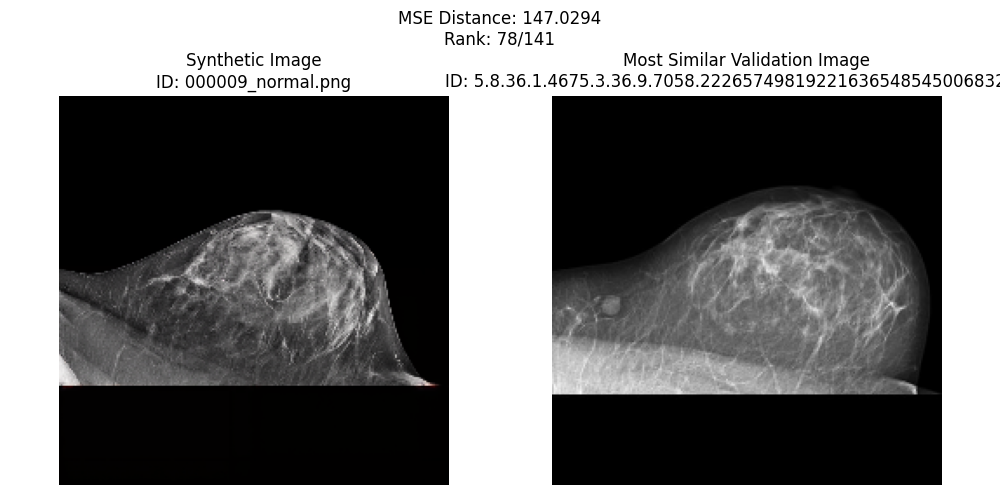 MSE Distance: 147.0294
Rank: 78/141
Synthetic Image
ID: 000009_normal.png
Most Similar Validation Image
ID: 5.8.36.1.4675.3.36.9.7058.22265749819221636548545006832